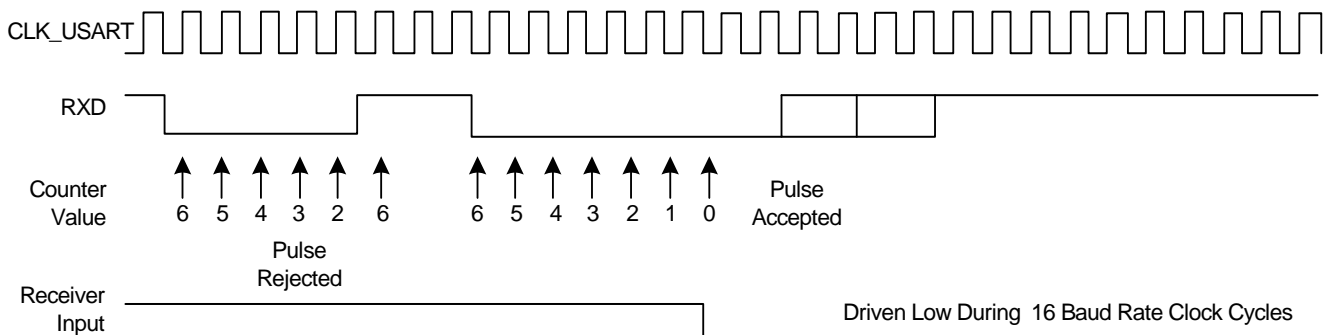 CLK_USART
RXD
Counter
Value
6 5 4 3 2 6 6 5 4 3 2 1 0
Pulse
Accepted
Pulse
Rejected
Receiver
Input
Driven Low During 16 Baud Rate Clock Cycles